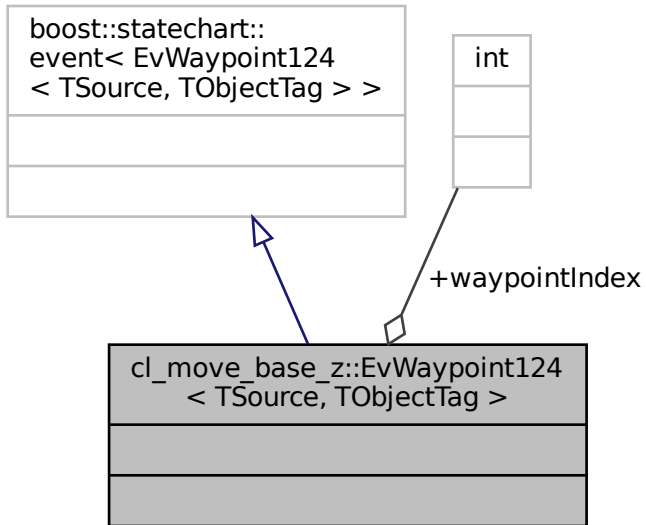 boost::statechart::
event< EvWaypoint124
< TSource, TObjectTag > >
int
+waypointIndex
cl_move_base_z::EvWaypoint124
< TSource, TObjectTag >